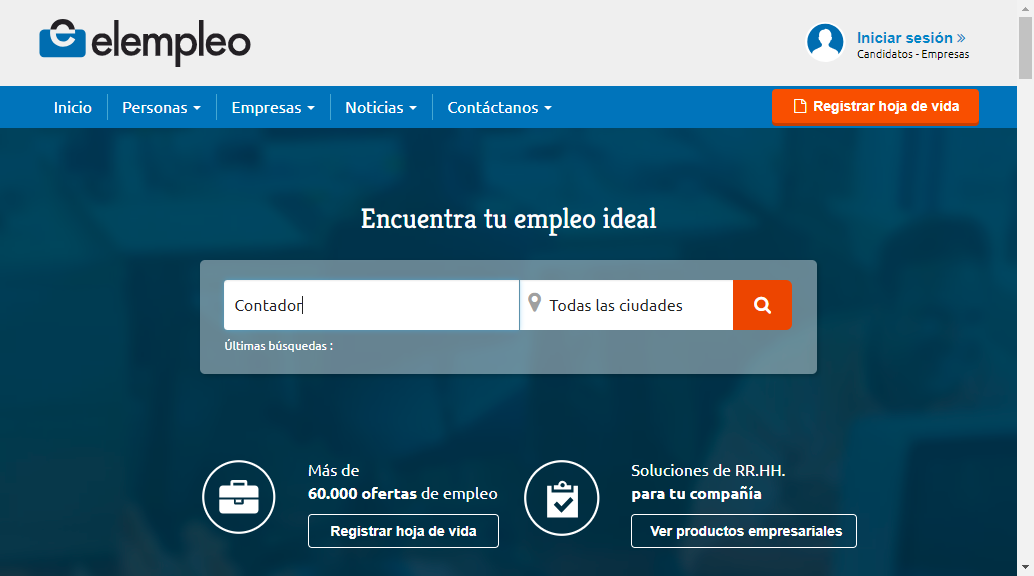 elempleo
Iniciar sesión »
Candidatos - Empresas
Inicio
Personas
Empresas
Noticias
Contáctanos
Registrar hoja de vida
Encuentra tu empleo ideal
Contador
Todas las ciudades
Últimas búsquedas :
Más de
60.000 ofertas de empleo
Registrar hoja de vida
Soluciones de RR.HH.
para tu compañía
Ver productos empresariales